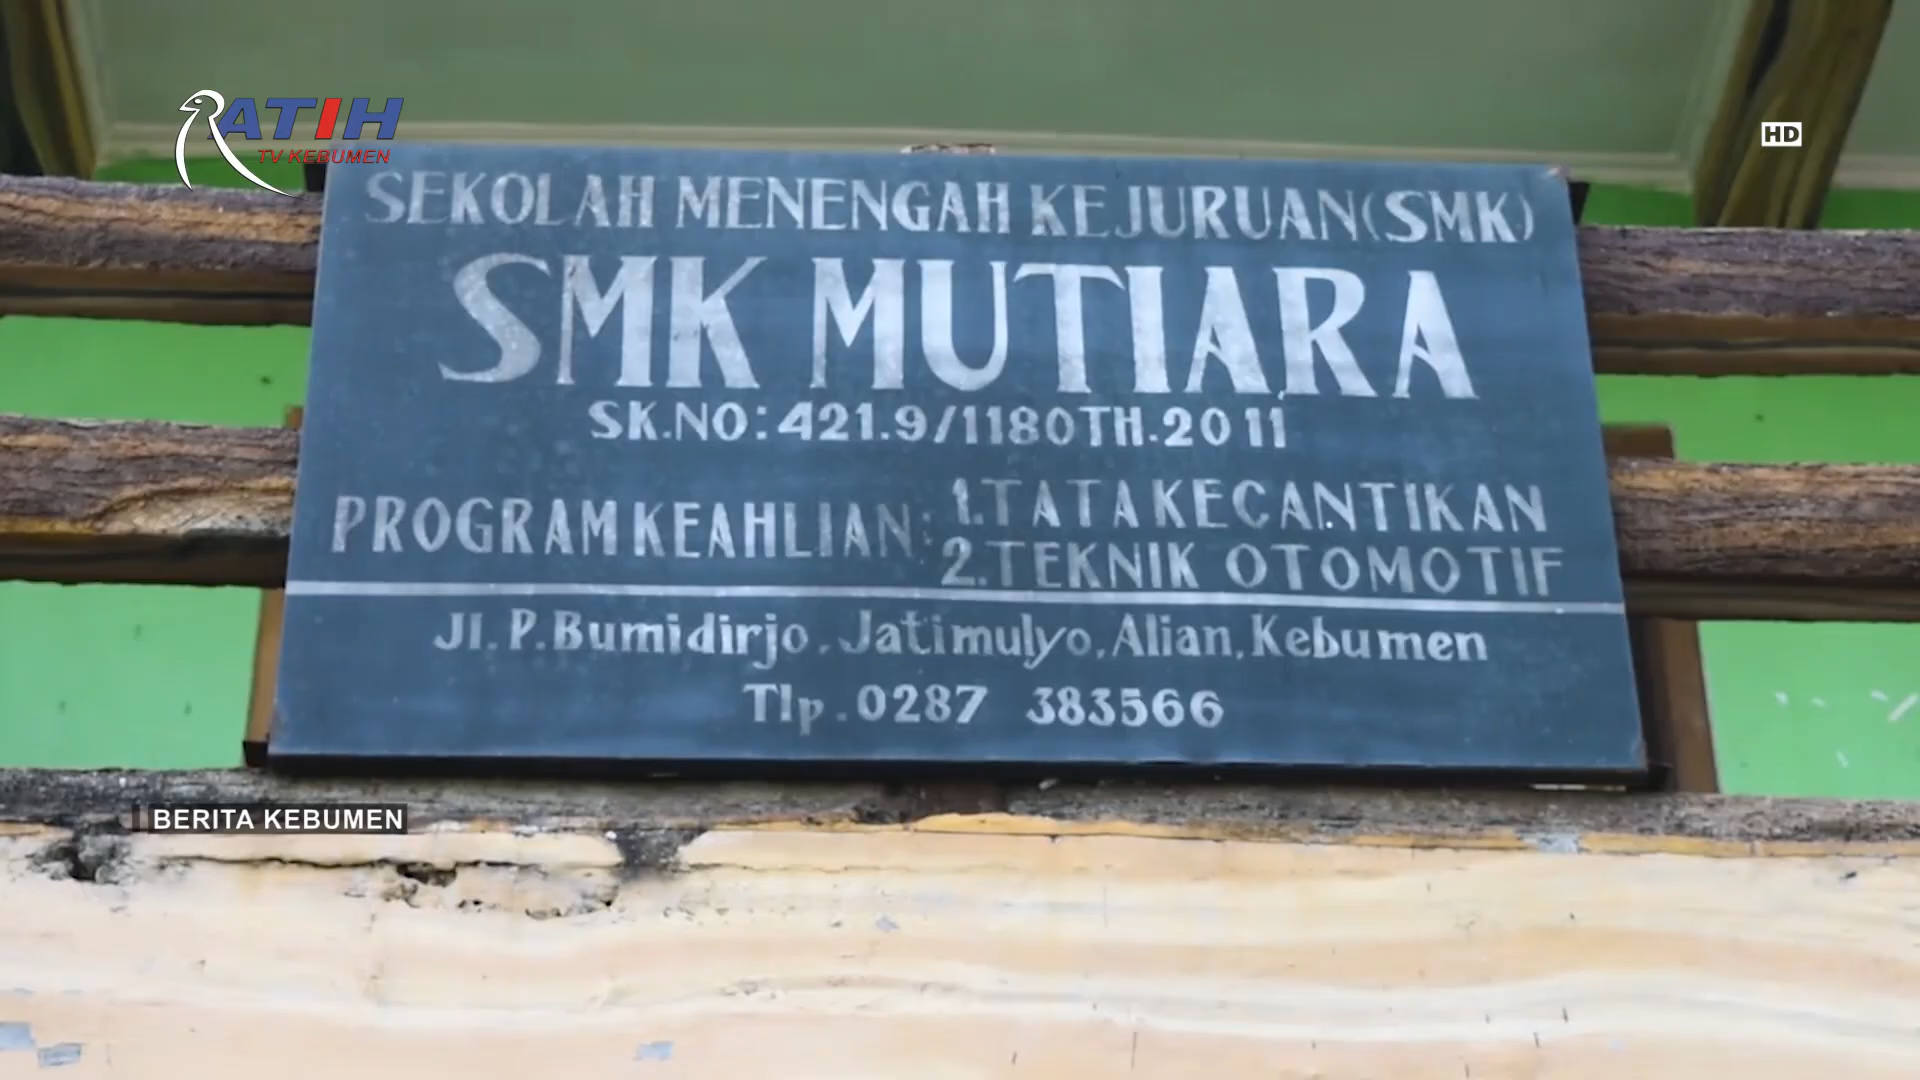 RATIH
TV KEBUMEN
HD
SEKOLAH MENENGAH KEJURUAN(SMK)
SMK MUTIARA
SK.NO:421.9/1180TH.2011
PROGRAM KEAHLIAN: 1.TATA KECANTIKAN
2.TEKNIK OTOMOTIF
Jl.P.Bumidirjo.Jatimulyo,Alian,Kebumen
Tlp.0287 383566
BERITA KEBUMEN